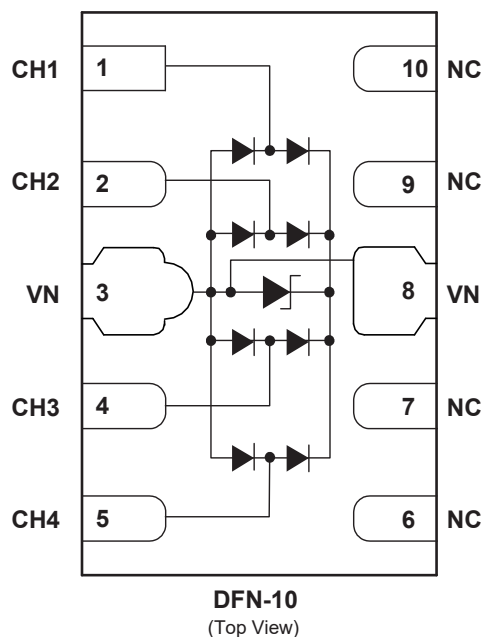 CH1 1 10 NC
CH2 2 9 NC
VN 3 8 VN
CH3 4 7 NC
CH4 5 6 NC
DFN-10
(Top View)